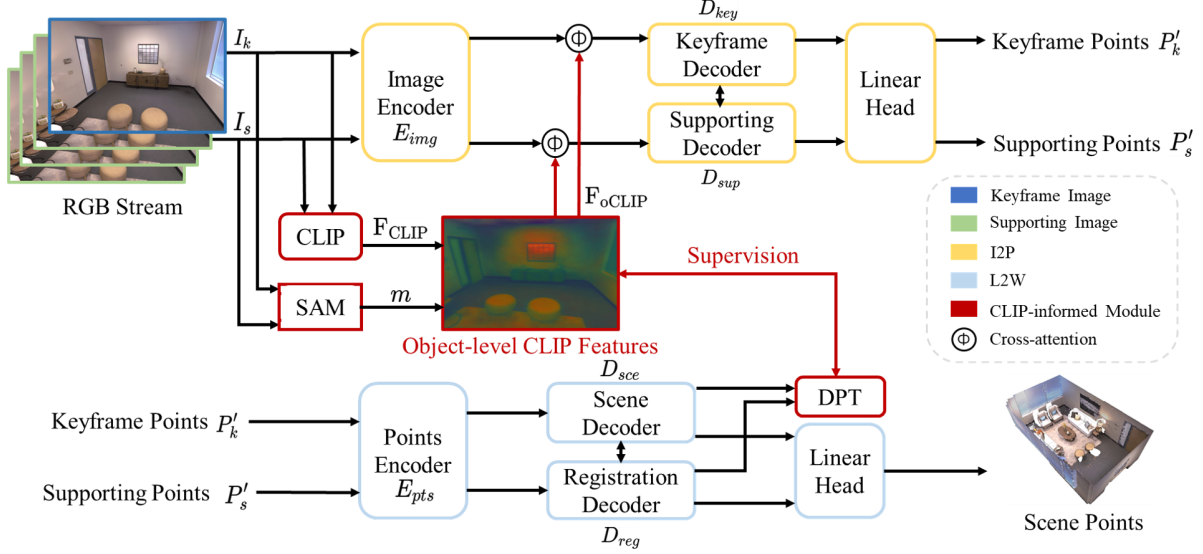 D_key
I_k
Φ
Keyframe
Decoder
Keyframe Points P'_k
Image
Encoder
E_img
Linear
Head
I_s
Φ
Supporting
Decoder
Supporting Points P'_s
D_sup
RGB Stream
F_oCLIP
CLIP
F_CLIP
Supervision
SAM
m
Object-level CLIP Features
Keyframe Image
Supporting Image
I2P
L2W
CLIP-informed Module
Φ Cross-attention
D_sce
Keyframe Points P'_k
Scene
Decoder
DPT
Points
Encoder
E_pts
Linear
Head
Supporting Points P'_s
Registration
Decoder
D_reg
Scene Points